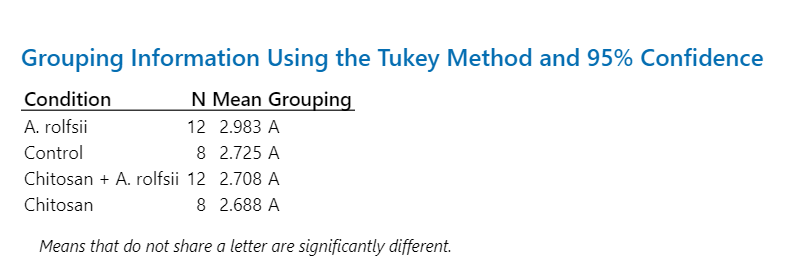 Grouping Information Using the Tukey Method and 95% Confidence
Condition N Mean Grouping
A. rolfsii 12 2.983 A
Control 8 2.725 A
Chitosan + A. rolfsii 12 2.708 A
Chitosan 8 2.688 A
Means that do not share a letter are significantly different.